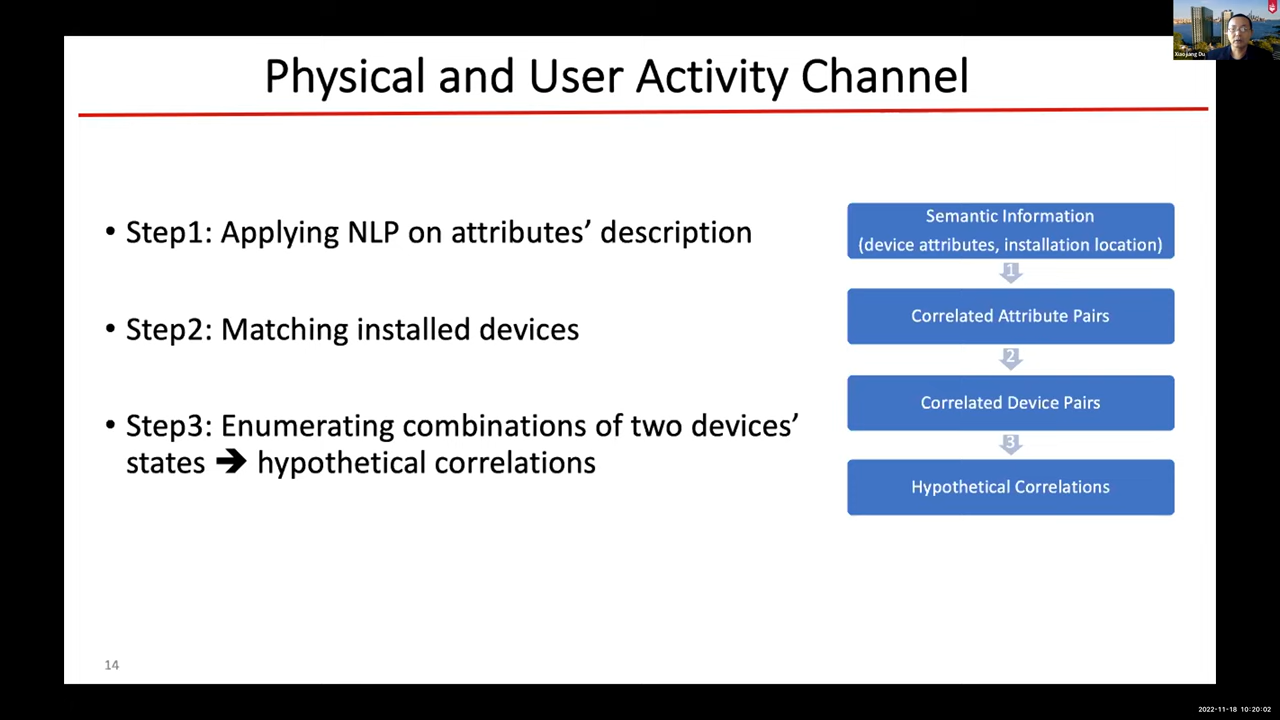 Physical and User Activity Channel
• Step1: Applying NLP on attributes’ description
• Step2: Matching installed devices
• Step3: Enumerating combinations of two devices’
states ➔ hypothetical correlations
Semantic Information
(device attributes, installation location)
1
Correlated Attribute Pairs
2
Correlated Device Pairs
3
Hypothetical Correlations
14
Xiaojiang Du
2022-11-18 10:20:02